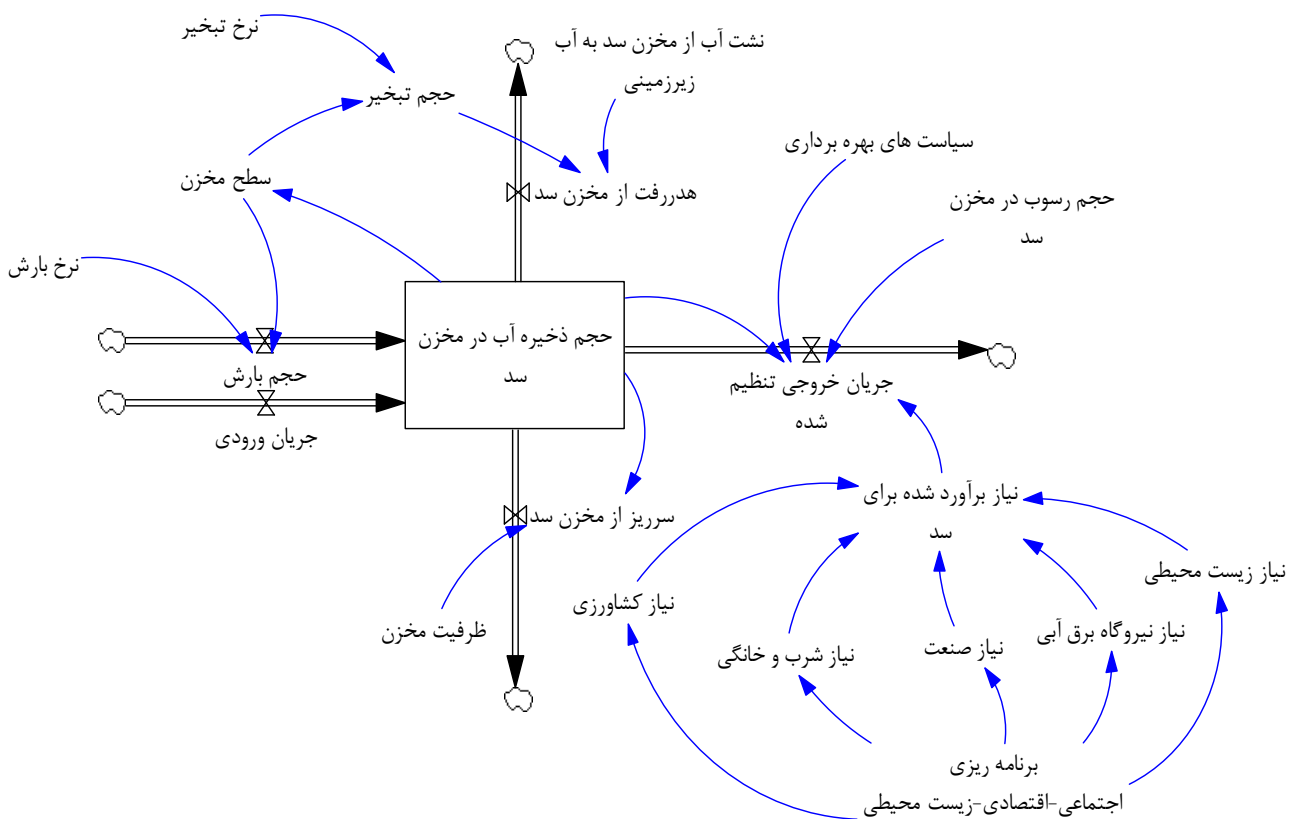 نرخ تبخیر
نشت آب از مخزن سد به آب
زیرزمینی
حجم تبخیر
سیاست های بهره برداری
سطح مخزن
هدررفت از مخزن سد
حجم رسوب در مخزن
سد
نرخ بارش
حجم ذخیره آب در مخزن
سد
حجم بارش
جریان خروجی تنظیم
شده
جریان ورودی
نیاز برآورد شده برای
سد
سرریز از مخزن سد
نیاز زیست محیطی
نیاز کشاورزی
ظرفیت مخزن
نیاز نیروگاه برق آبی
نیاز صنعت
نیاز شرب و خانگی
برنامه ریزی
اجتماعی-اقتصادی-زیست محیطی